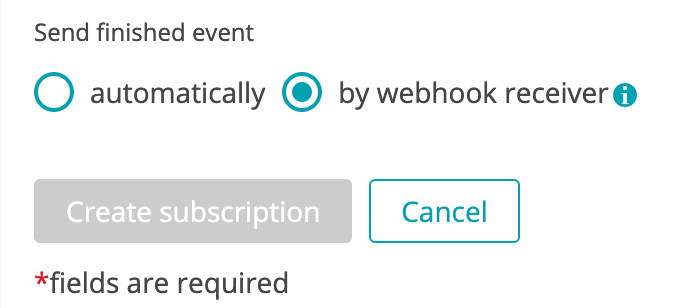 Send finished event
automatically by webhook receiver
Create subscription Cancel
*fields are required